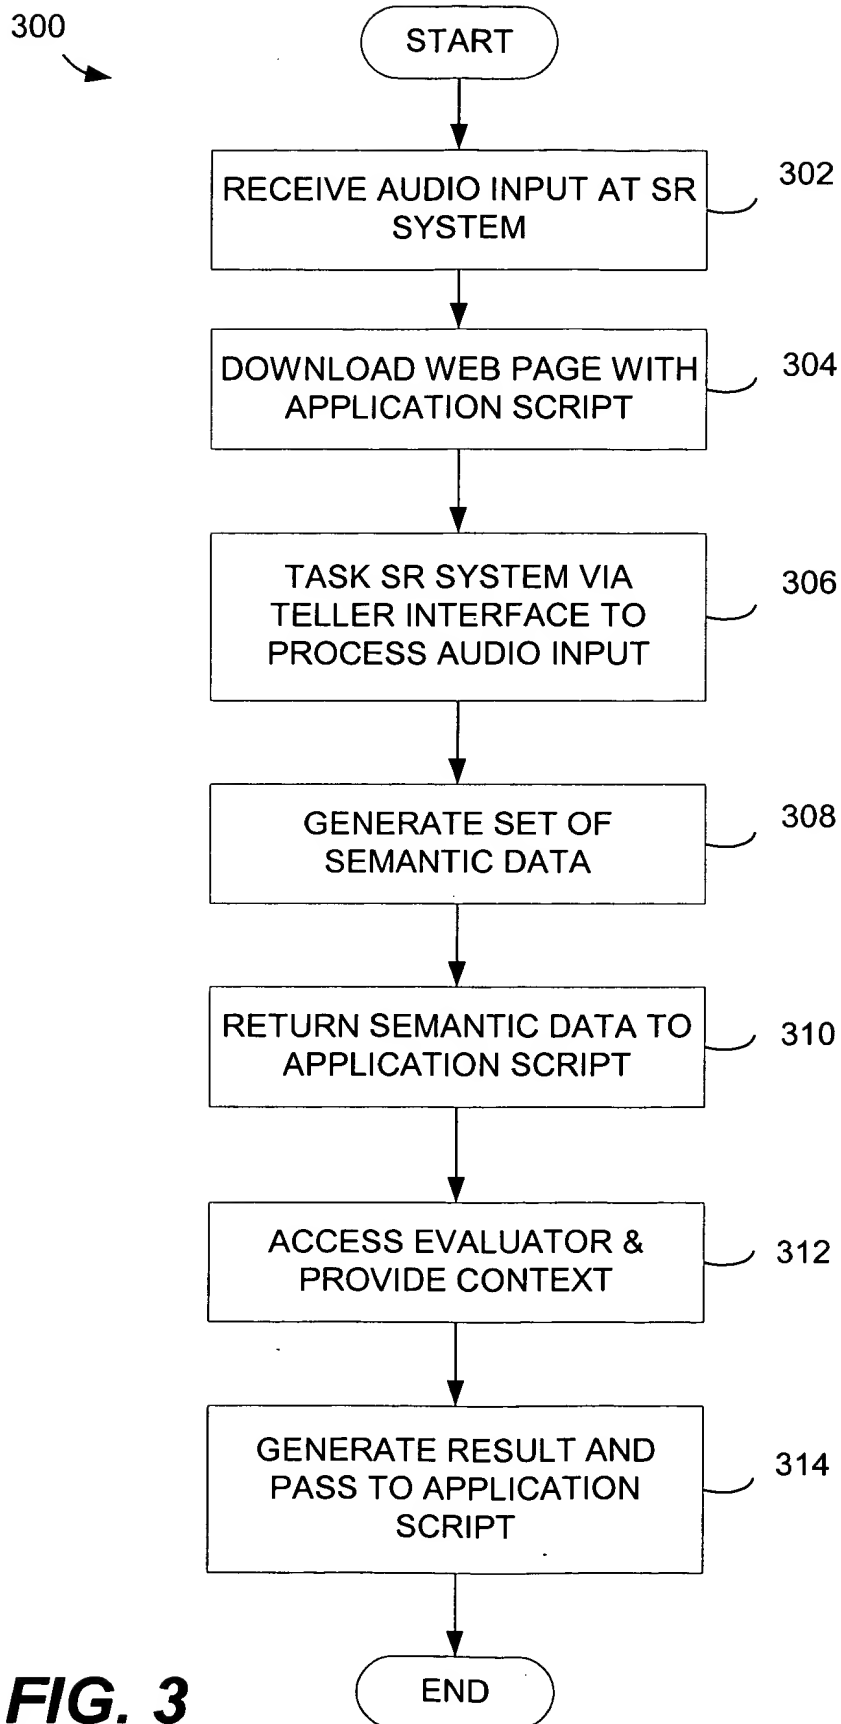 300
START
RECEIVE AUDIO INPUT AT SR
SYSTEM
302
DOWNLOAD WEB PAGE WITH
APPLICATION SCRIPT
304
TASK SR SYSTEM VIA
TELLER INTERFACE TO
PROCESS AUDIO INPUT
306
GENERATE SET OF
SEMANTIC DATA
308
RETURN SEMANTIC DATA TO
APPLICATION SCRIPT
310
ACCESS EVALUATOR &
PROVIDE CONTEXT
312
GENERATE RESULT AND
PASS TO APPLICATION
SCRIPT
314
END
FIG. 3